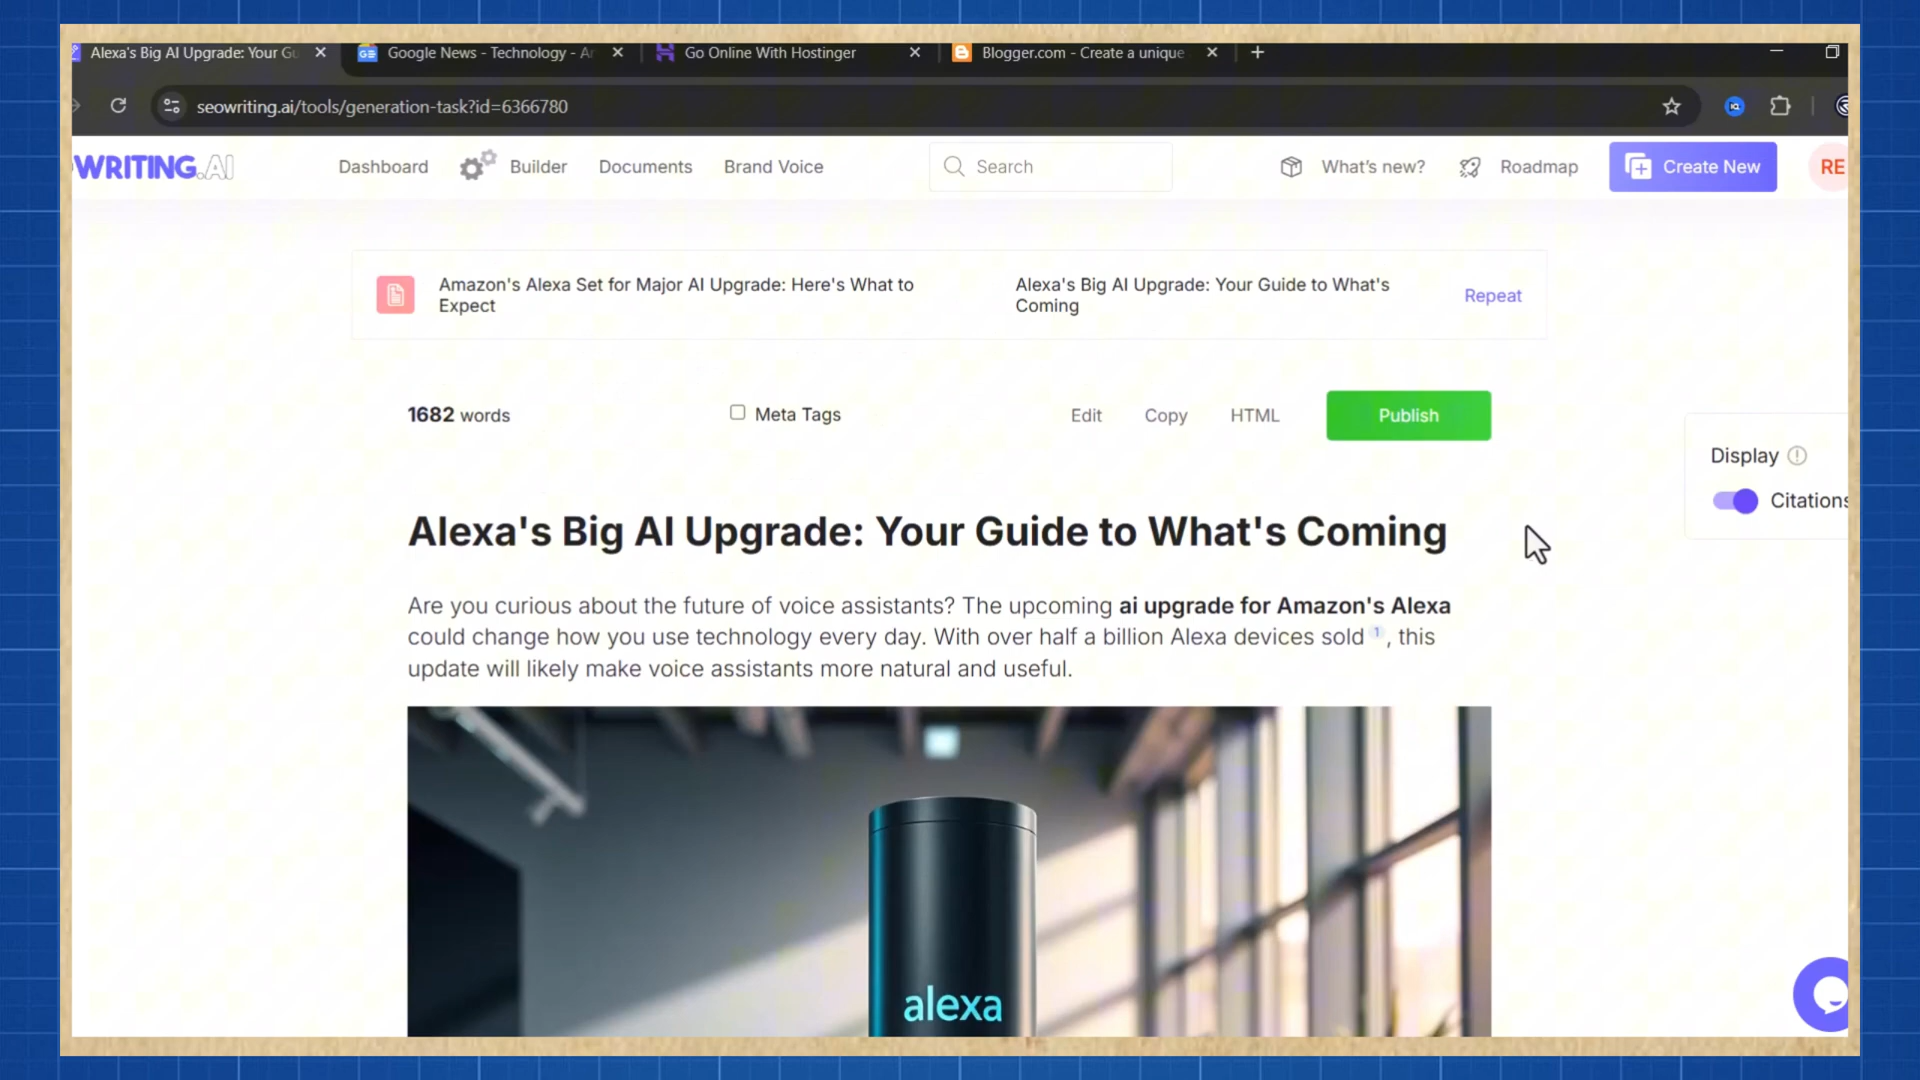 Alexa's Big AI Upgrade: Your Gu
Google News - Technology - Ar
Go Online With Hostinger
Blogger.com - Create a unique
seowriting.ai/tools/generation-task?id=6366780
WRITING.AI
Dashboard
Builder
Documents
Brand Voice
Search
What's new?
Roadmap
Create New
RE
Amazon's Alexa Set for Major AI Upgrade: Here's What to
Expect
Alexa's Big AI Upgrade: Your Guide to What's
Coming
Repeat
1682 words
Meta Tags
Edit
Copy
HTML
Publish
Display
Citations
Alexa's Big AI Upgrade: Your Guide to What's Coming
Are you curious about the future of voice assistants? The upcoming ai upgrade for Amazon's Alexa
could change how you use technology every day. With over half a billion Alexa devices sold 1, this
update will likely make voice assistants more natural and useful.
alexa